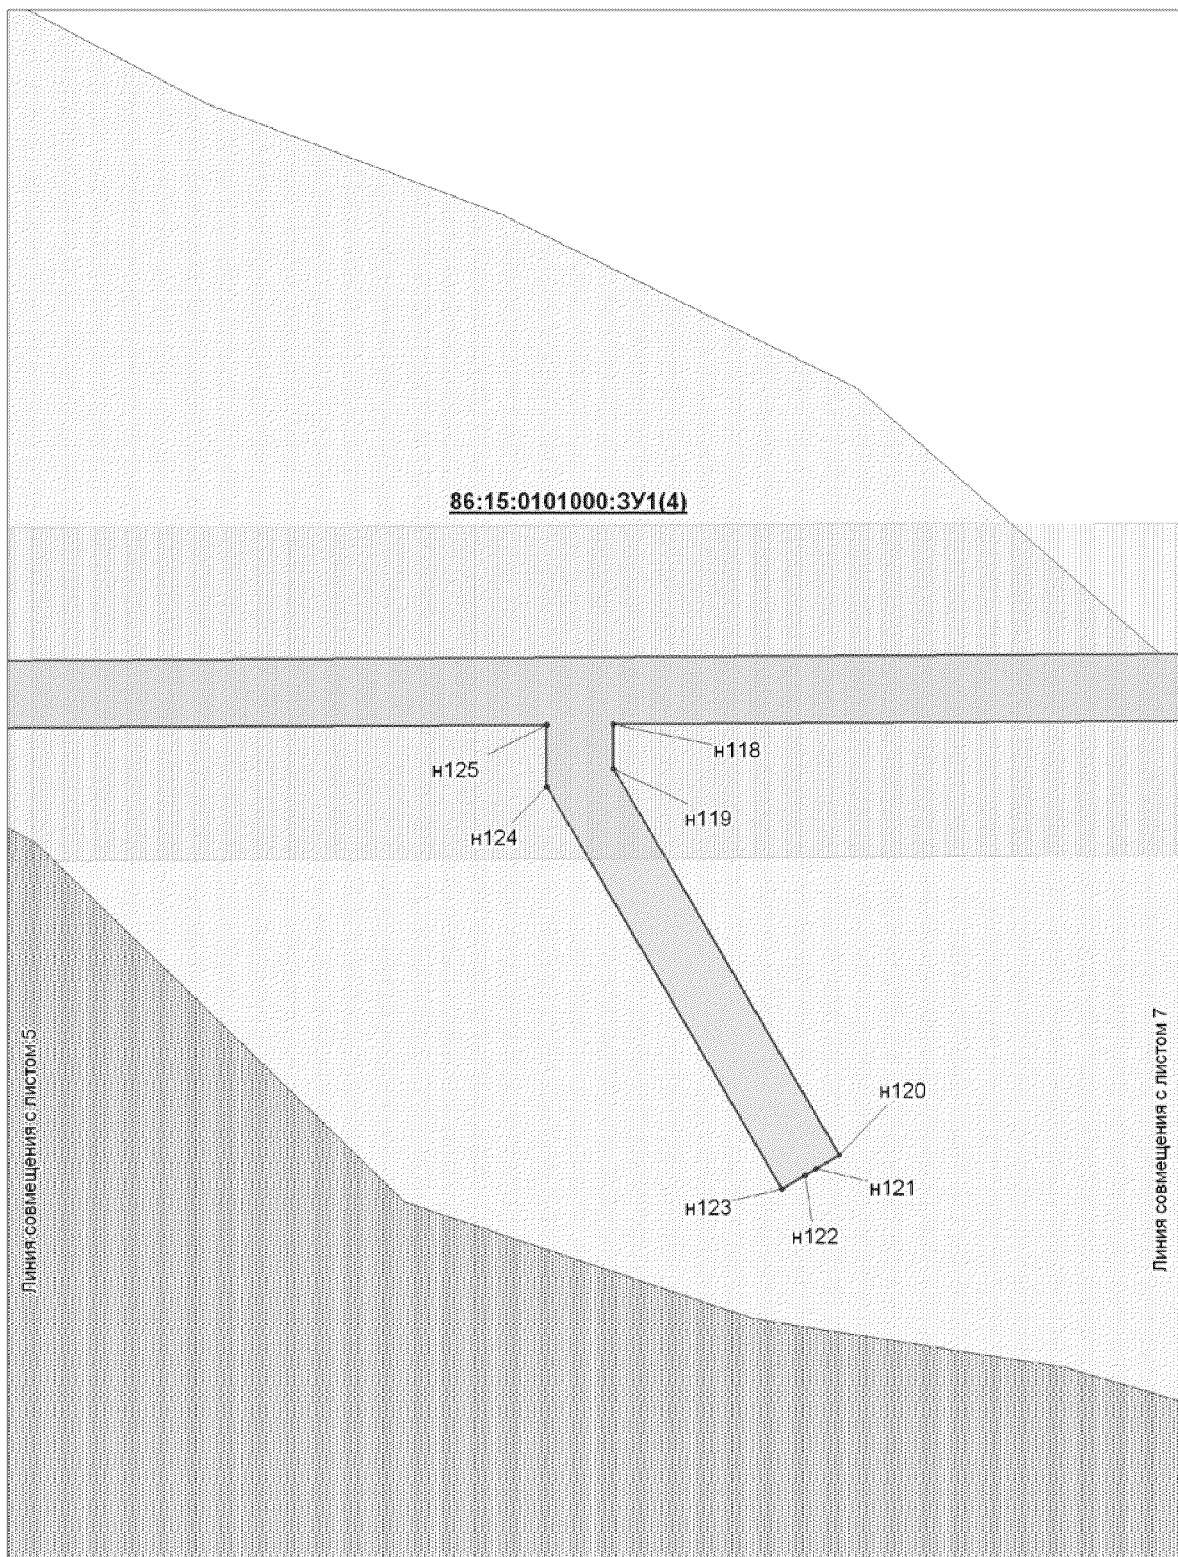 86:15:0101000:ЗУ1(4)
н118
н125
н119
н124
Линия совмещения с листом 5
Линия совмещения с листом 7
н120
н121
н123
н122